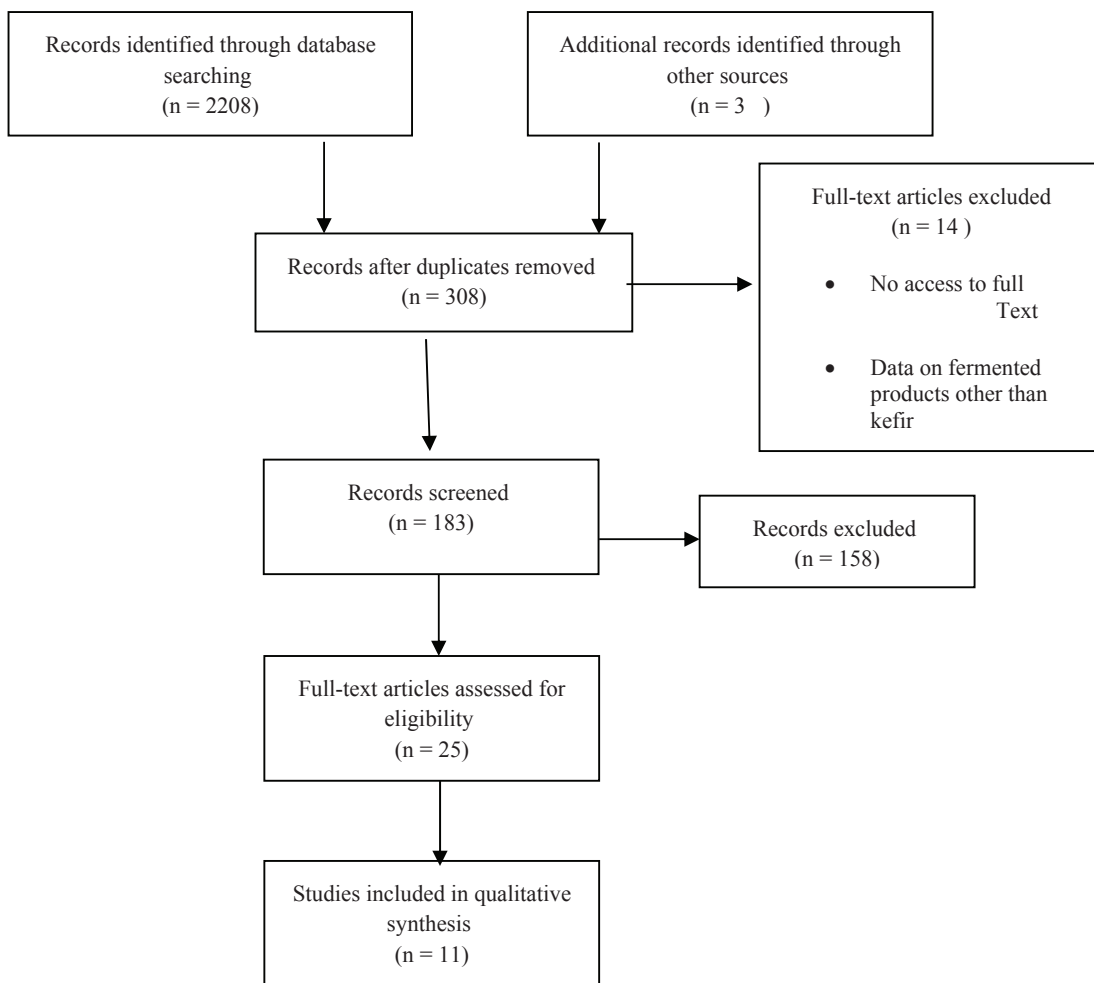 Records identified through database
searching
(n = 2208)
Additional records identified through
other sources
(n = 3 )
Full-text articles excluded
(n = 14 )
• No access to full
Text
• Data on fermented
products other than
kefir
Records after duplicates removed
(n = 308)
Records screened
(n = 183)
Records excluded
(n = 158)
Full-text articles assessed for
eligibility
(n = 25)
Studies included in qualitative
synthesis
(n = 11)